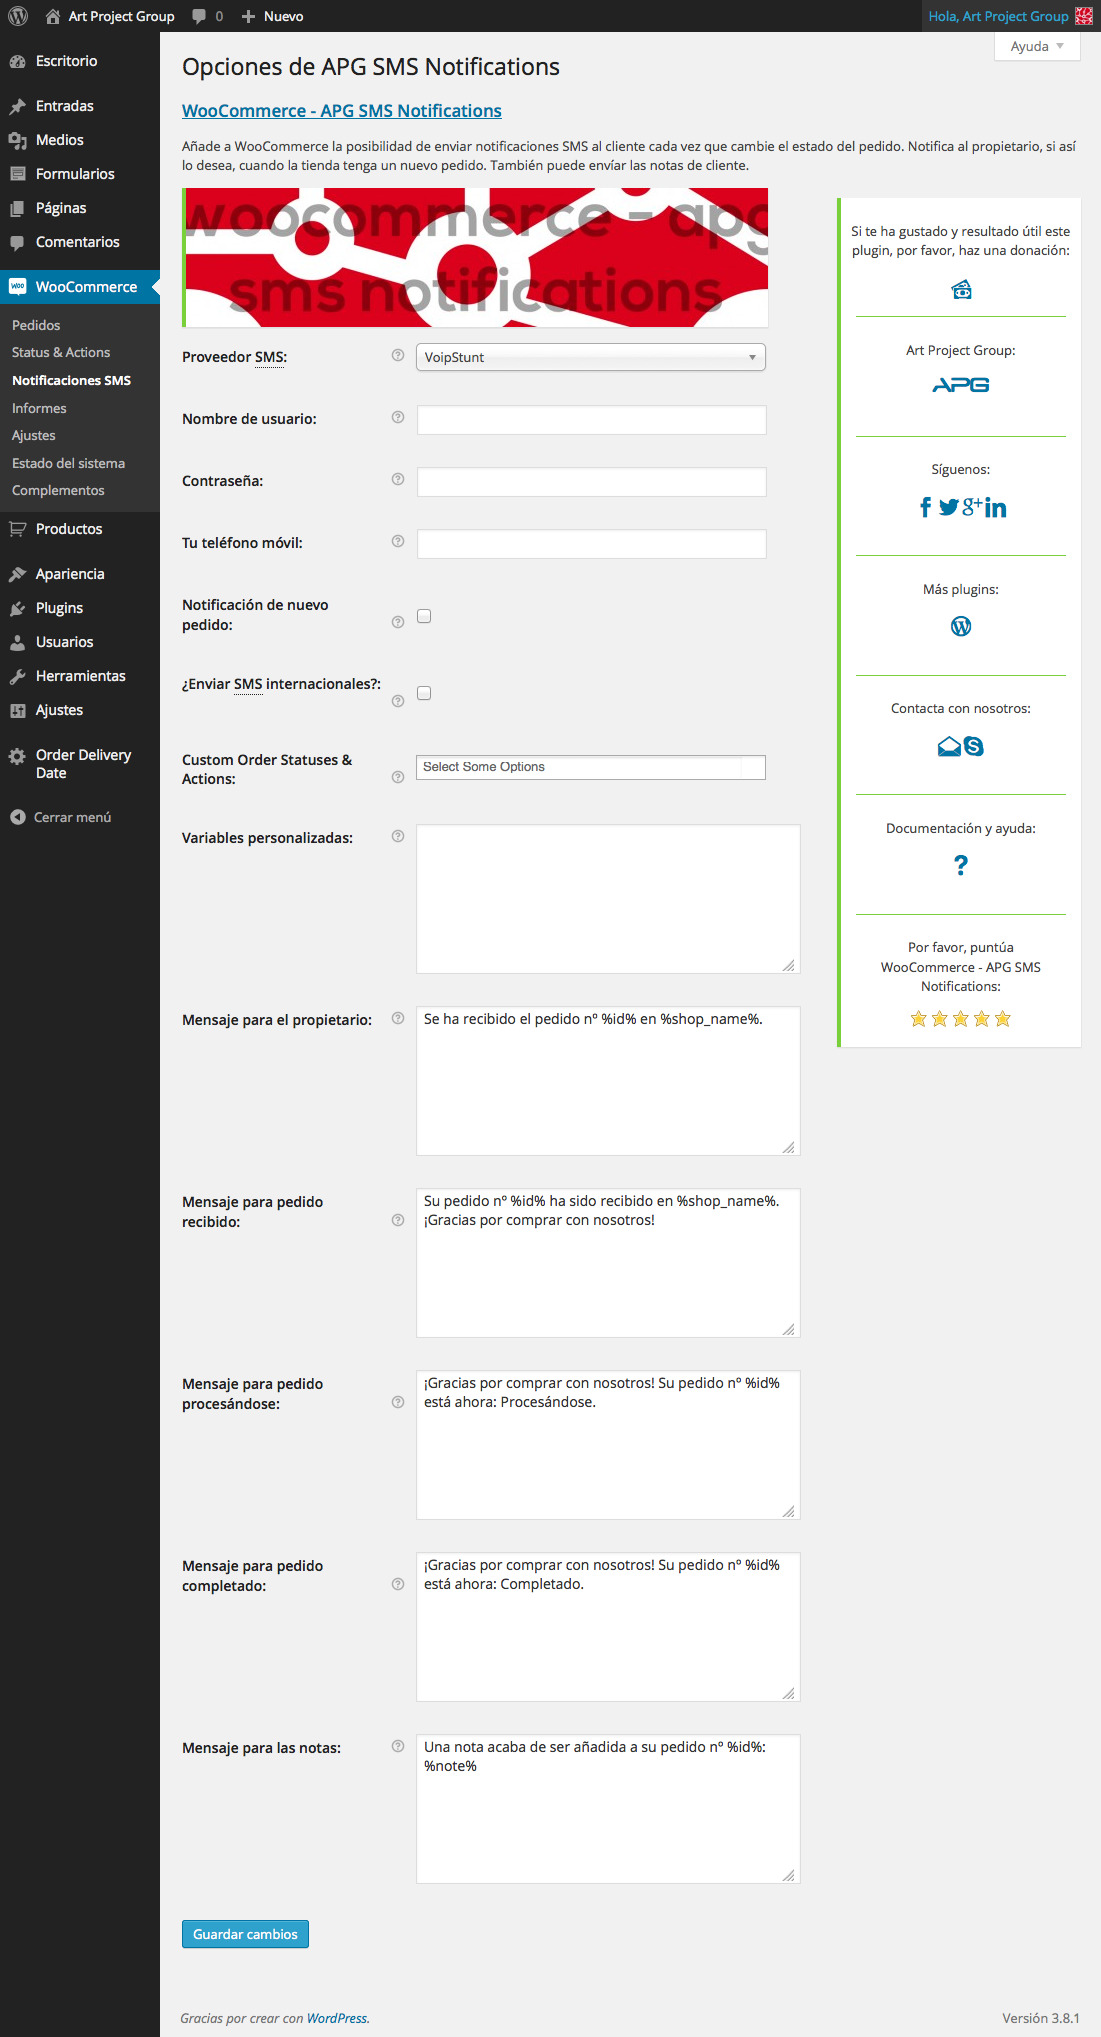 Art Project Group
0
Nuevo
Hola, Art Project Group
Escritorio
Entradas
Medios
Formularios
Páginas
Comentarios
WooCommerce
Pedidos
Status & Actions
Notificaciones SMS
Informes
Ajustes
Estado del sistema
Complementos
Productos
Apariencia
Plugins
Usuarios
Herramientas
Ajustes
Order Delivery
Date
Cerrar menú
Ayuda
Opciones de APG SMS Notifications
WooCommerce - APG SMS Notifications
Añade a WooCommerce la posibilidad de enviar notificaciones SMS al cliente cada vez que cambie el estado del pedido. Notifica al propietario, si así
lo desea, cuando la tienda tenga un nuevo pedido. También puede envíar las notas de cliente.
woocommerce - apg
sms notifications
Proveedor SMS:
VoipStunt
Nombre de usuario:
Contraseña:
Tu teléfono móvil:
Notificación de nuevo
pedido:
¿Enviar SMS internacionales?:
Custom Order Statuses &
Actions:
Select Some Options
Variables personalizadas:
Mensaje para el propietario:
Se ha recibido el pedido nº %id% en %shop_name%.
Mensaje para pedido
recibido:
Su pedido nº %id% ha sido recibido en %shop_name%.
¡Gracias por comprar con nosotros!
Mensaje para pedido
procesándose:
¡Gracias por comprar con nosotros! Su pedido nº %id%
está ahora: Procesándose.
Mensaje para pedido
completado:
¡Gracias por comprar con nosotros! Su pedido nº %id%
está ahora: Completado.
Mensaje para las notas:
Una nota acaba de ser añadida a su pedido nº %id%:
%note%
Guardar cambios
Si te ha gustado y resultado útil este
plugin, por favor, haz una donación:
Art Project Group:
APG
Síguenos:
Más plugins:
Contacta con nosotros:
Documentación y ayuda:
?
Por favor, puntúa
WooCommerce - APG SMS
Notifications:
Gracias por crear con WordPress.
Versión 3.8.1